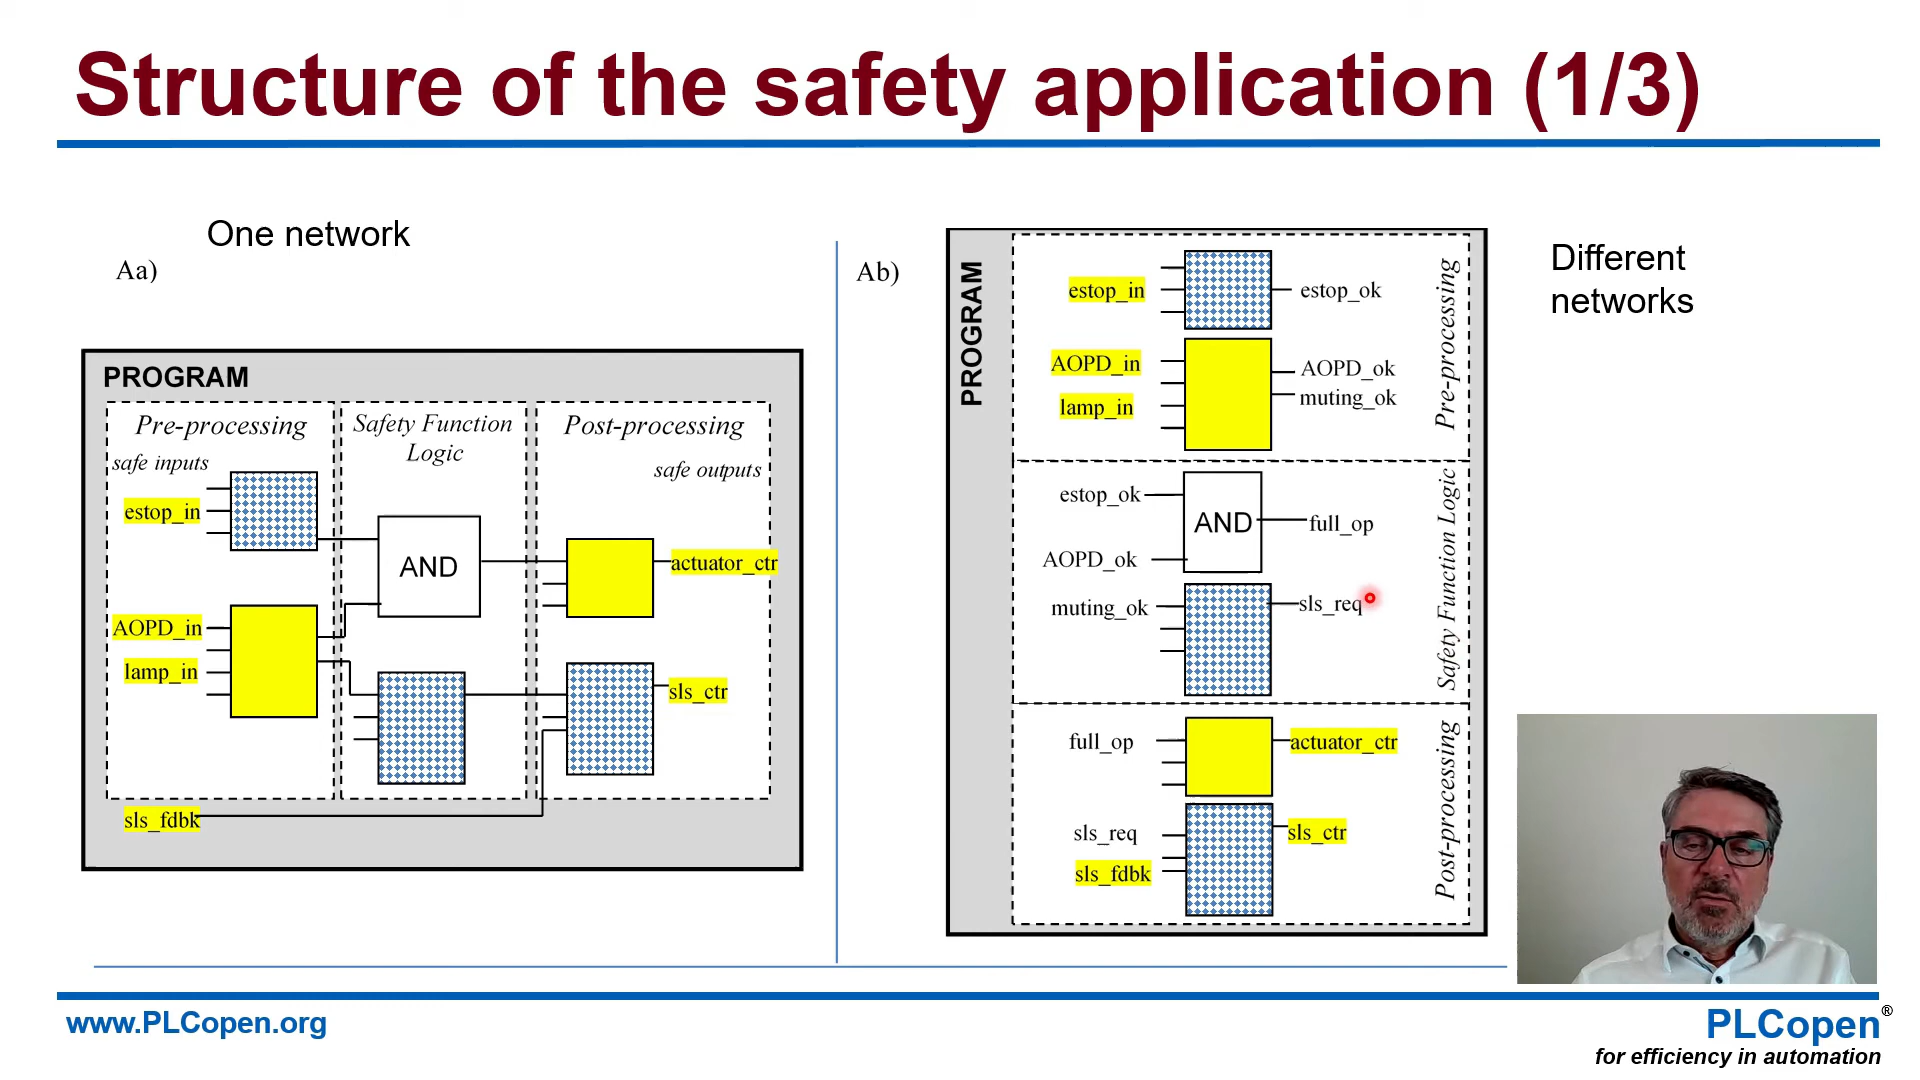 Structure of the safety application (1/3)
One network
Aa)
PROGRAM
Pre-processing
safe inputs
estop_in
AOPD_in
lamp_in
sls_fdbk
Safety Function
Logic
AND
Post-processing
safe outputs
actuator_ctr
sls_ctr
Ab)
PROGRAM
estop_in
estop_ok
AOPD_in
AOPD_ok
lamp_in
muting_ok
Pre-processing
estop_ok
AND
full_op
AOPD_ok
muting_ok
sls_req
Safety Function Logic
full_op
actuator_ctr
sls_req
sls_ctr
sls_fdbk
Post-processing
Different
networks
www.PLCopen.org
PLCopen®
for efficiency in automation